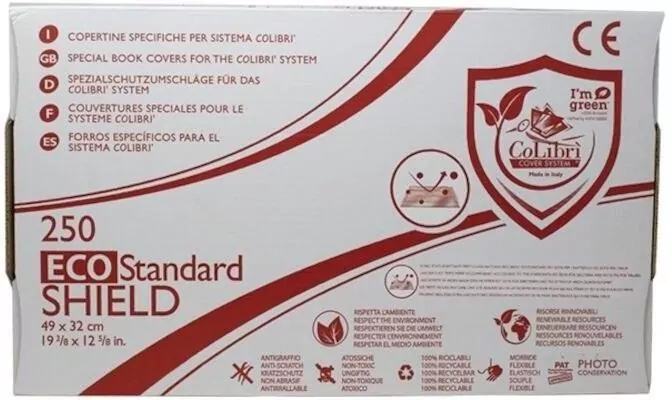 I COPERTINE SPECIFICHE PER SISTEMA COLIBRI'
GB SPECIAL BOOK COVERS FOR THE COLIBRI' SYSTEM
D SPEZIALSCHUTZUMSCHLÄGE FÜR DAS
COLIBRI' SYSTEM
F COUVERTURES SPECIALES POUR LE
SYSTEME COLIBRI'
ES FORROS ESPECÍFICOS PARA EL
SISTEMA COLIBRI'
CE
I'm
green
CoLibrì
COVER SYSTEM
Made in Italy
250
ECO Standard
SHIELD
49 x 32 cm
19 3/8 x 12 5/8 in.
RISPETTA L'AMBIENTE
RESPECT THE ENVIRONMENT
RESPEKTIEREN SIE DIE UMWELT
RESPECTER L'ENVIRONNEMENT
RESPETAR EL MEDIO AMBIENTE
RISORSE RINNOVABILI
RENEWABLE RESOURCES
ERNEUERBARE RESSOURCEN
RESSOURCES RENOUVELABLES
RECURSOS RENOVABLES
ANTIGRAFFIO
ANTI-SCRATCH
KRATZSCHUTZ
NON ABRASIF
ANTIRRALLABLE
ATOSSICHE
NON-TOXIC
UNGIFTIG
NON-TOXIQUE
ATOXICO
100% RICICLABILI
100% RECYCABLE
100% RECYCELBAR
100% RECYCLABLE
100% RECICLABLE
MORBIDE
FLEXIBLE
ELASTISCH
SOUPLE
FLEXIBLE
PAT
PASSED
PHOTO
CONSERVATION